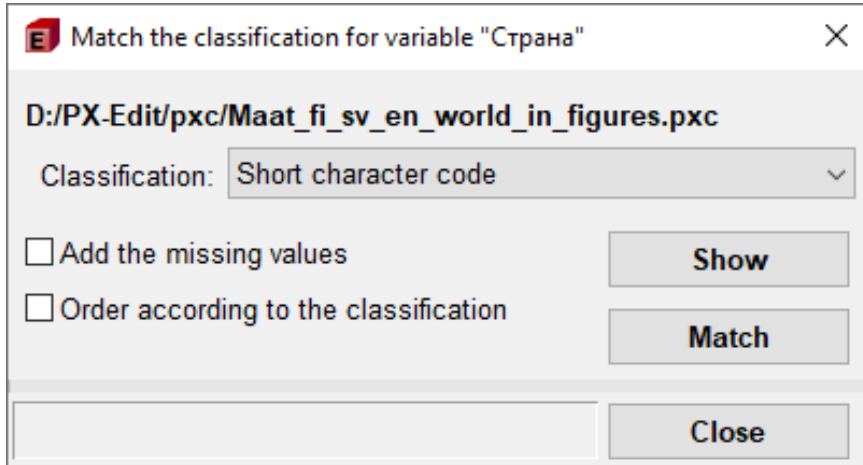 E Match the classification for variable "Страна"
D:/PX-Edit/pxc/Maat_fi_sv_en_world_in_figures.pxc
Classification: Short character code
Add the missing values
Show
Order according to the classification
Match
Close